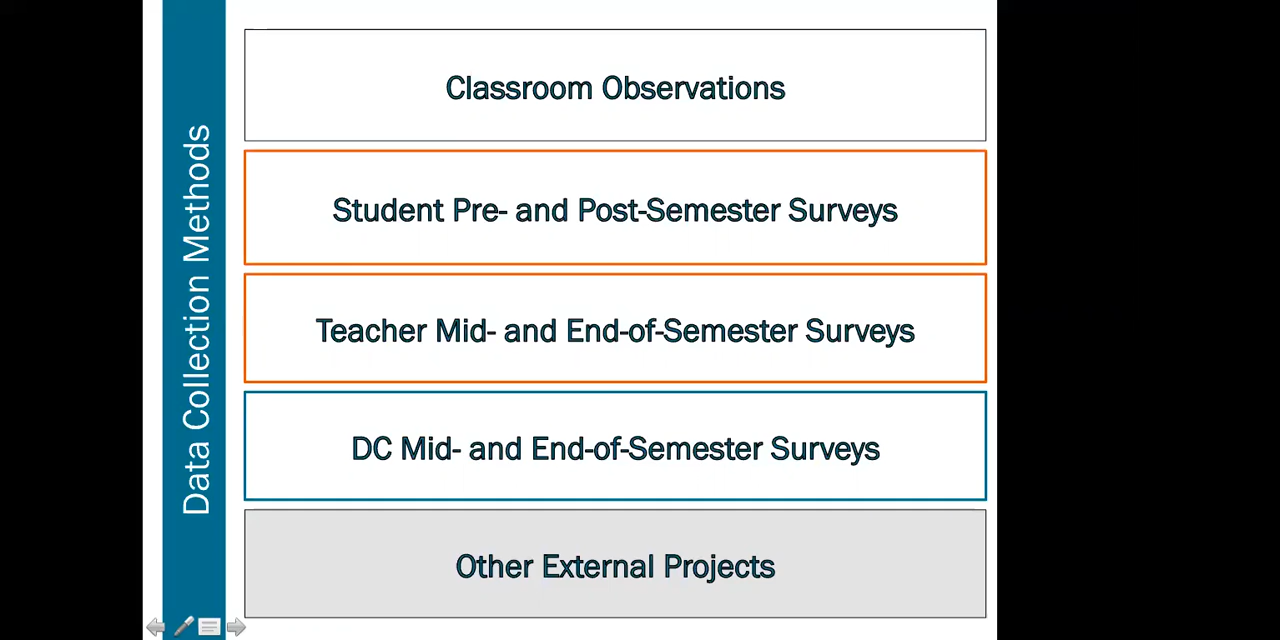 Data Collection Methods
Classroom Observations
Student Pre- and Post-Semester Surveys
Teacher Mid- and End-of-Semester Surveys
DC Mid- and End-of-Semester Surveys
Other External Projects